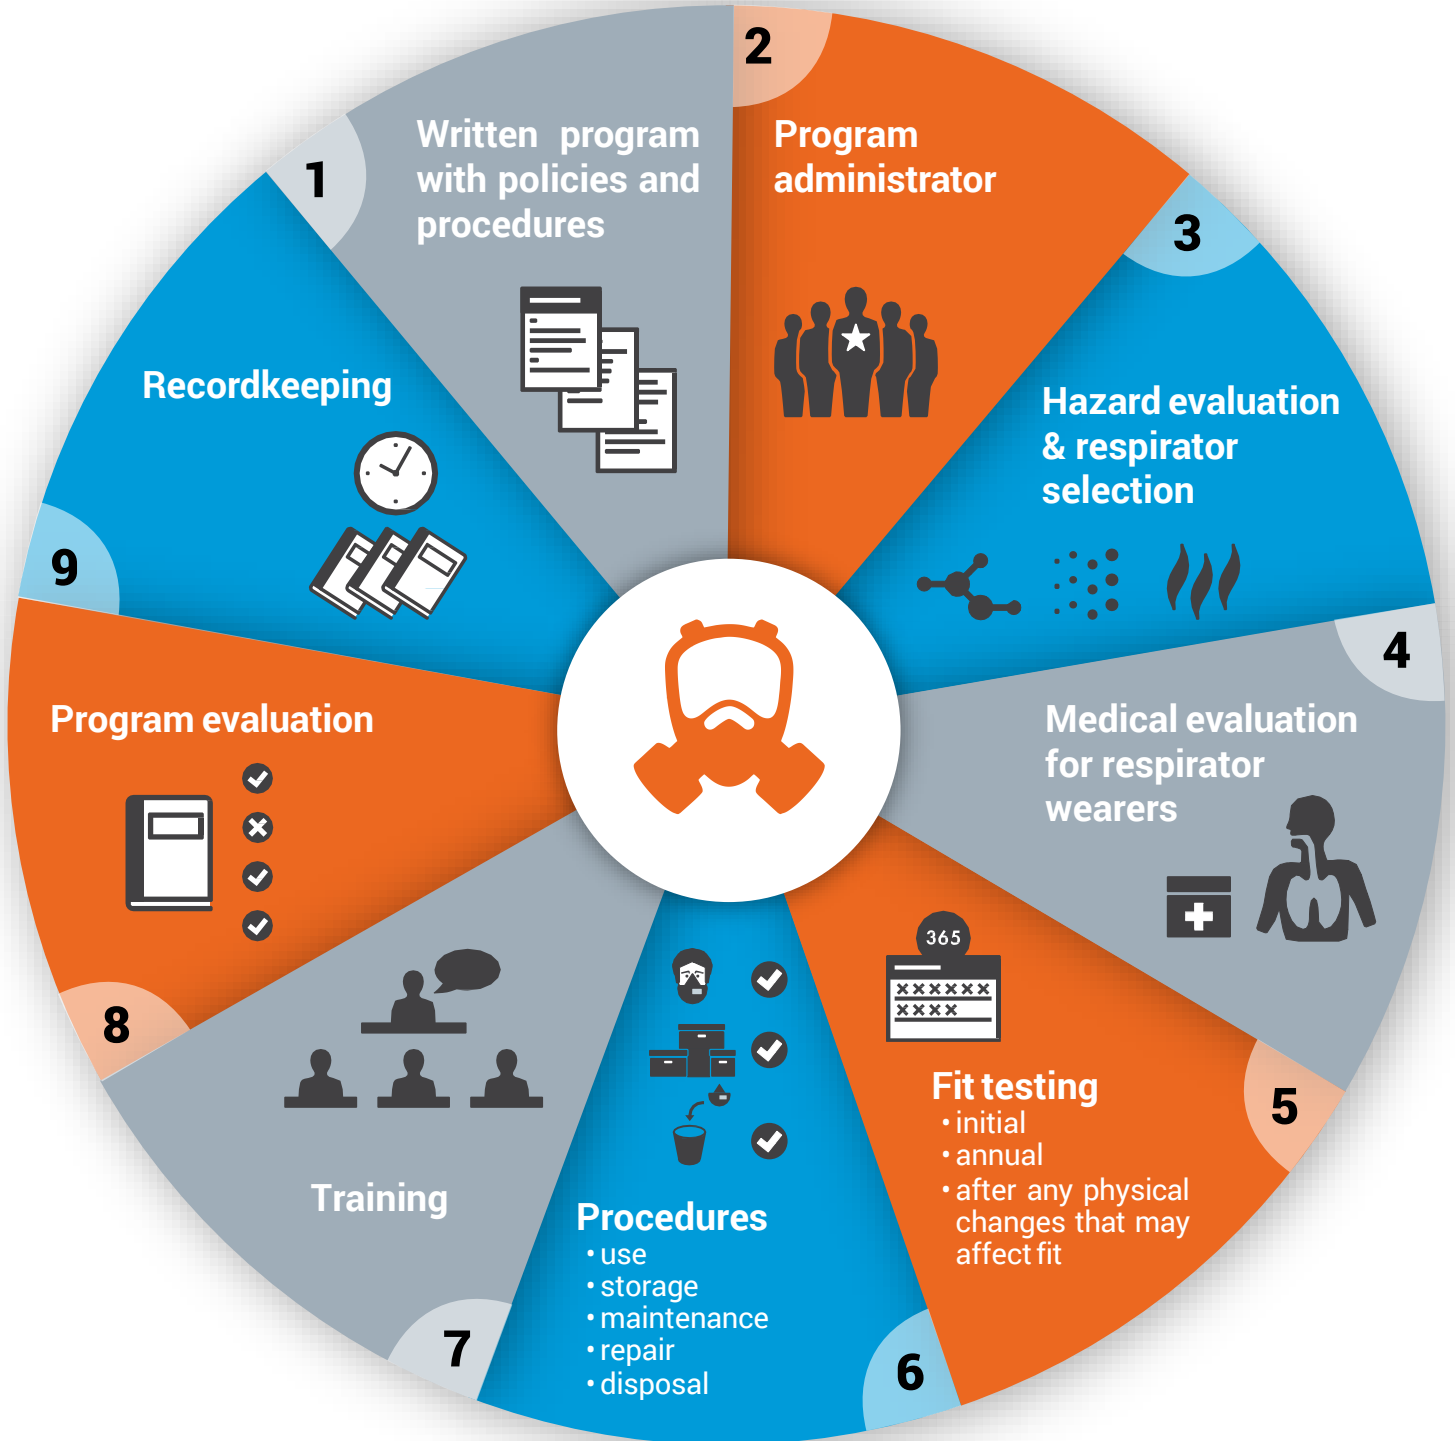 1
Written program
with policies and
procedures
2
Program
administrator
3
Hazard evaluation
& respirator
selection
4
Medical evaluation
for respirator
wearers
5
365
Fit testing
• initial
• annual
• after any physical
changes that may
affect fit
6
Procedures
• use
• storage
• maintenance
• repair
• disposal
7
Training
8
Program evaluation
9
Recordkeeping